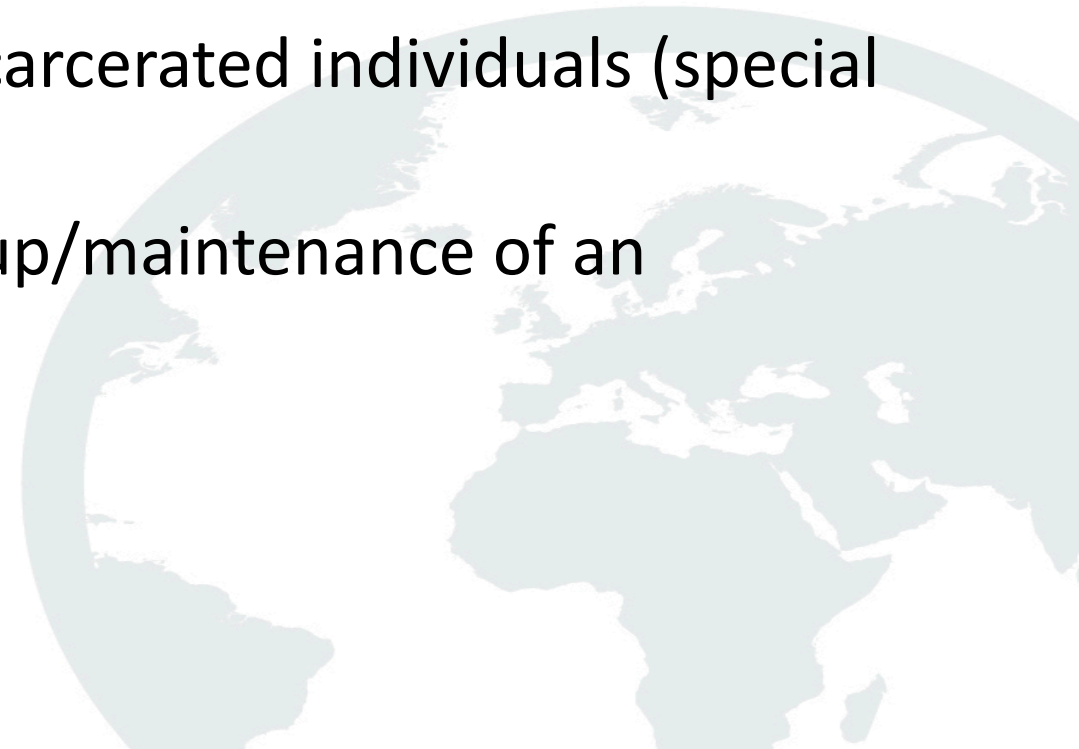 carcerated individuals (special
up/maintenance of an